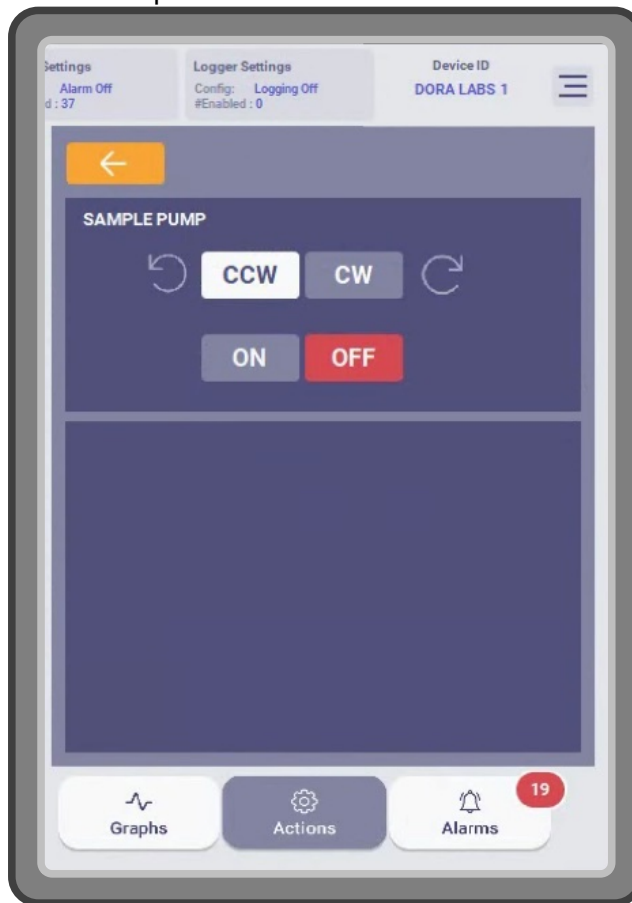 Settings
Alarm Off
d : 37
Logger Settings
Config: Logging Off
#Enabled : 0
Device ID
DORA LABS 1
SAMPLE PUMP
CCW CW
ON OFF
Graphs
Actions
Alarms
19